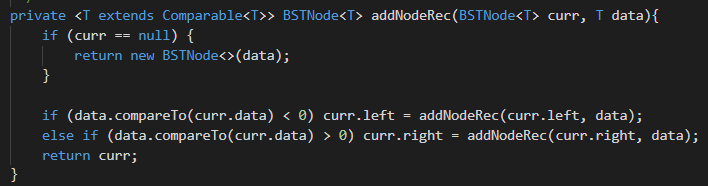 private <T extends Comparable<T>> BSTNode<T> addNodeRec(BSTNode<T> curr, T data){
    if (curr == null) {
        return new BSTNode<>(data);
    }

    if (data.compareTo(curr.data) < 0) curr.left = addNodeRec(curr.left, data);
    else if (data.compareTo(curr.data) > 0) curr.right = addNodeRec(curr.right, data);
    return curr;
}